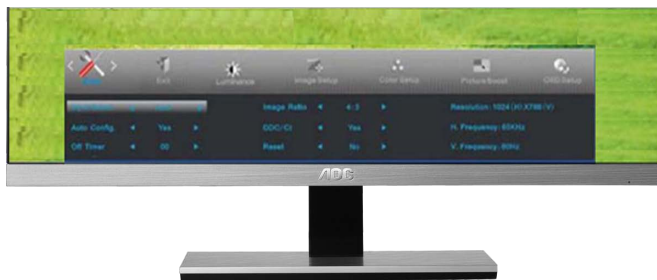 Exit Luminance Image Setup Color Setup Picture Boost OSD Setup
Image Ratio 4:3 Resolution: 1024 (H) X768 (V)
Auto Config. Yes DDC/CI Yes H. Frequency: 60KHz
Off Timer 00 Reset No V. Frequency: 60Hz
AOC